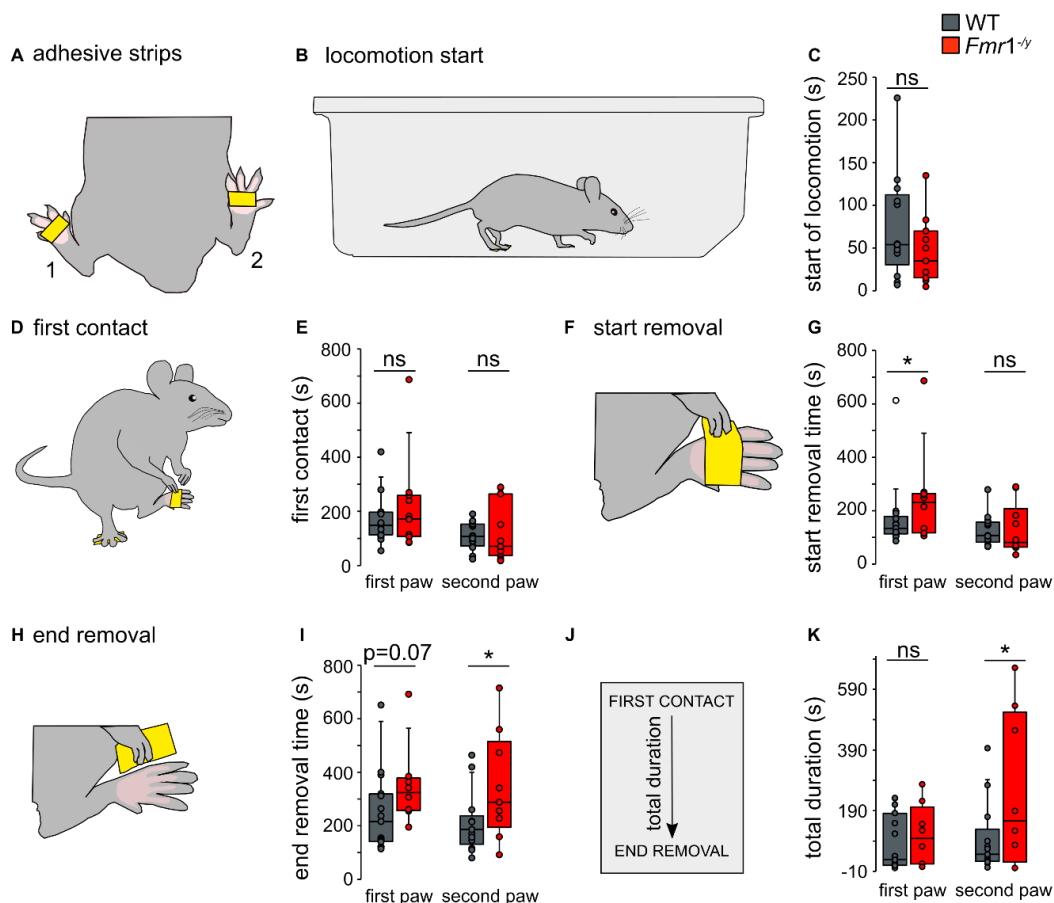 WT
Fmr1-/y
A adhesive strips
1
2
B locomotion start
C
ns
start of locomotion (s)
250
200
150
100
50
0
D first contact
E
ns
ns
first contact (s)
800
600
400
200
0
first paw
second paw
F start removal
G
*
ns
start removal time (s)
800
600
400
200
0
first paw
second paw
H end removal
I
p=0.07
*
end removal time (s)
800
600
400
200
0
first paw
second paw
J
FIRST CONTACT
total duration
END REMOVAL
K
ns
*
total duration (s)
590
390
190
-10
first paw
second paw